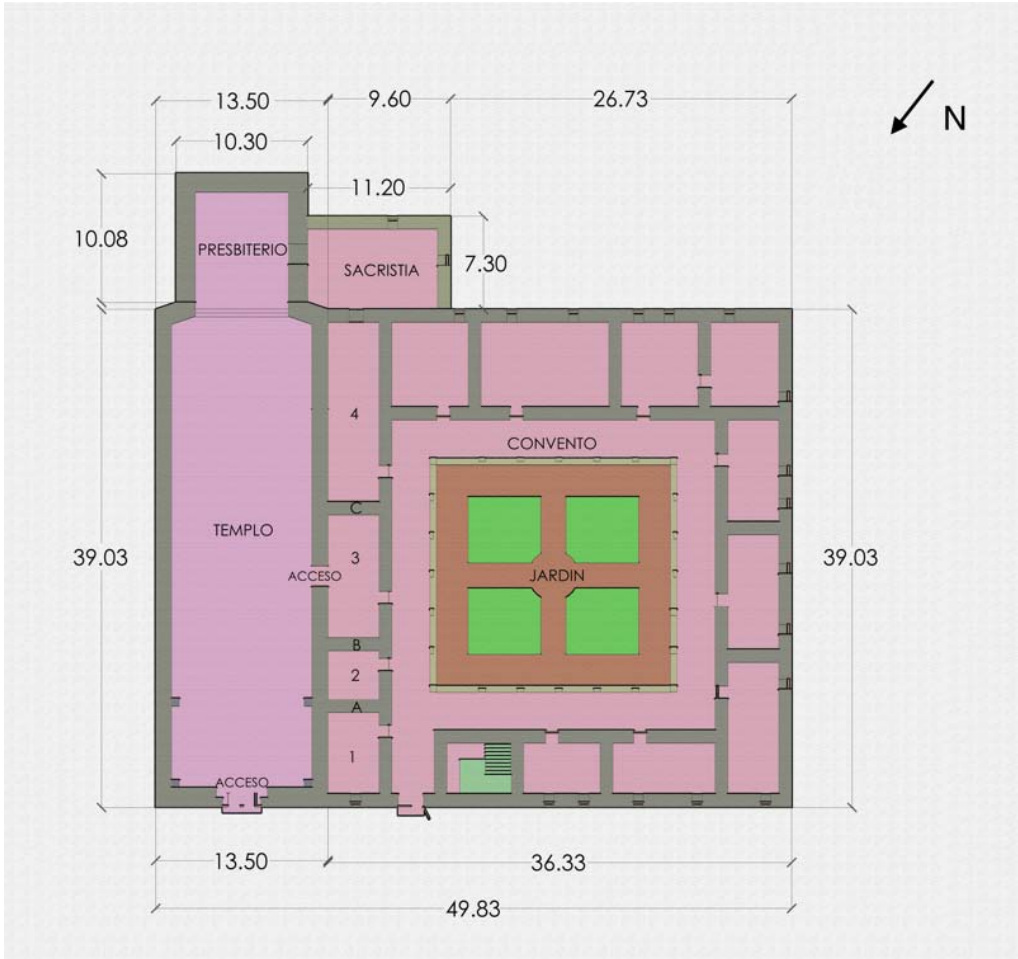 13.50 9.60 26.73
N
10.30
11.20
10.08
PRESBITERIO
SACRISTIA
7.30
4
CONVENTO
C
TEMPLO
3
39.03
ACCESO
JARDIN
39.03
B
2
A
1
ACCESO
13.50 36.33
49.83